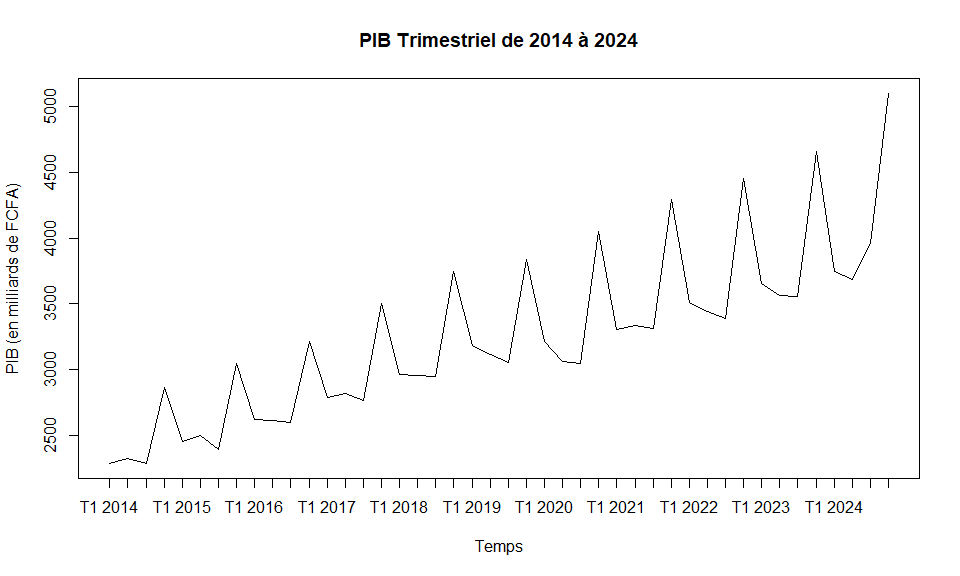 PIB Trimestriel de 2014 à 2024
PIB (en milliards de FCFA)
5000
4500
4000
3500
3000
2500
T1 2014 T1 2015 T1 2016 T1 2017 T1 2018 T1 2019 T1 2020 T1 2021 T1 2022 T1 2023 T1 2024
Temps